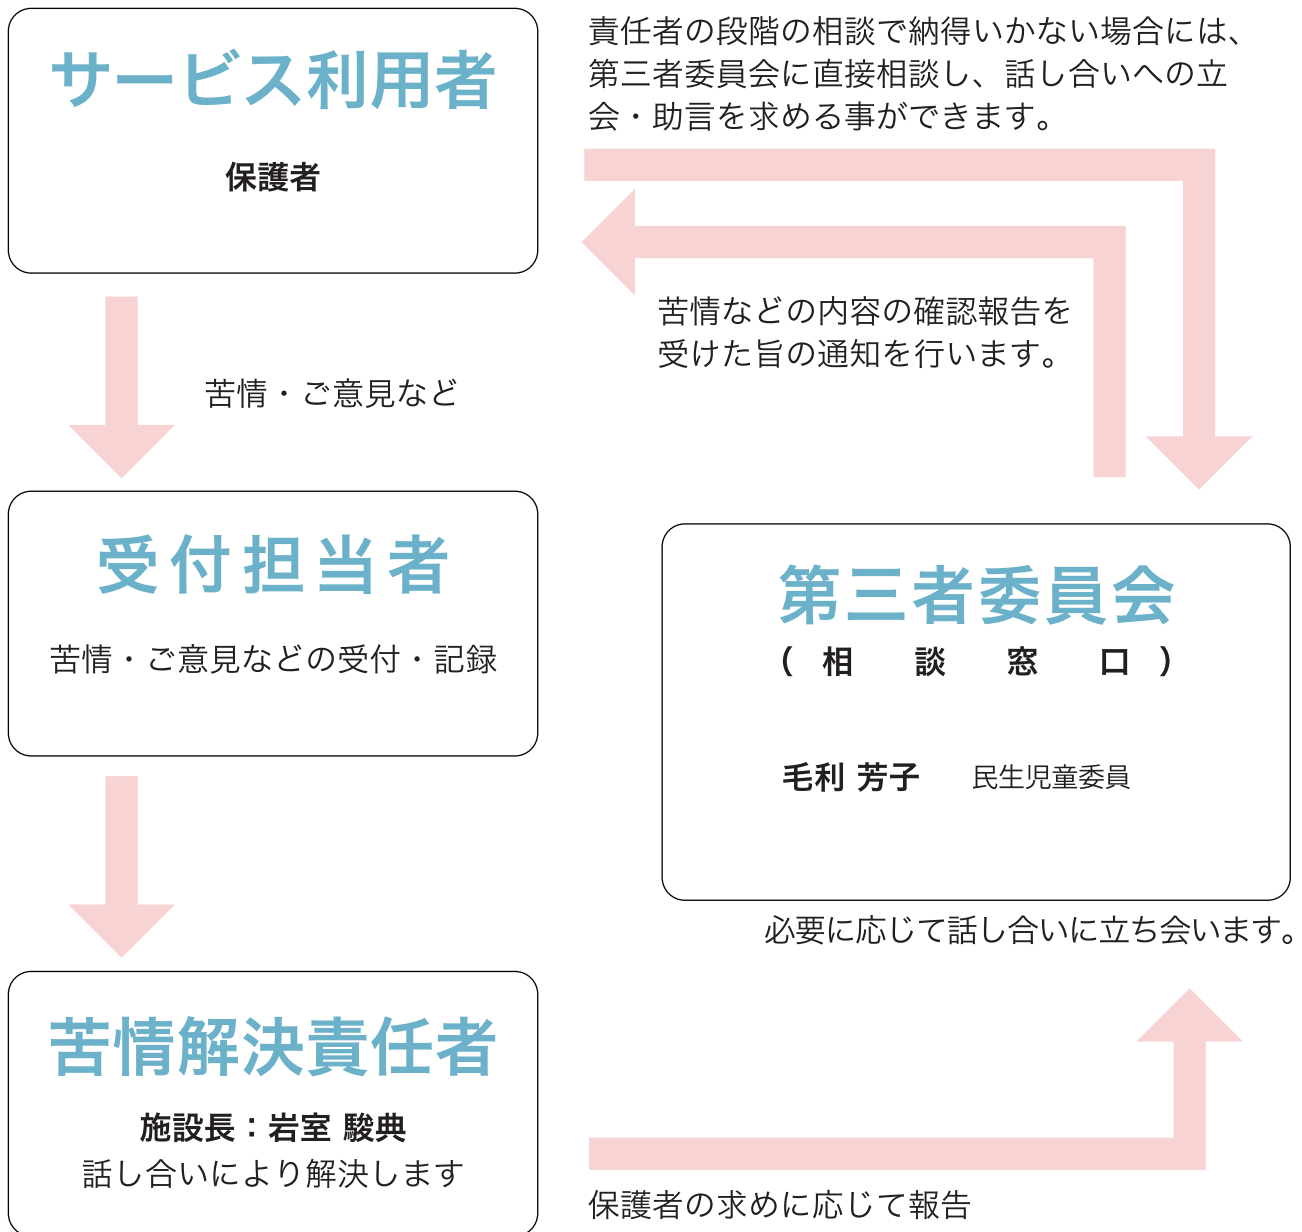 サービス利用者
保護者
責任者の段階の相談で納得いかない場合には、
第三者委員会に直接相談し、話し合いへの立
会・助言を求める事ができます。
苦情などの内容の確認報告を
受けた旨の通知を行います。
苦情・ご意見など
受付担当者
苦情・ご意見などの受付・記録
第三者委員会
(相談窓口)
毛利 芳子 民生児童委員
必要に応じて話し合いに立ち会います。
苦情解決責任者
施設長：岩室 駿典
話し合いにより解決します
保護者の求めに応じて報告